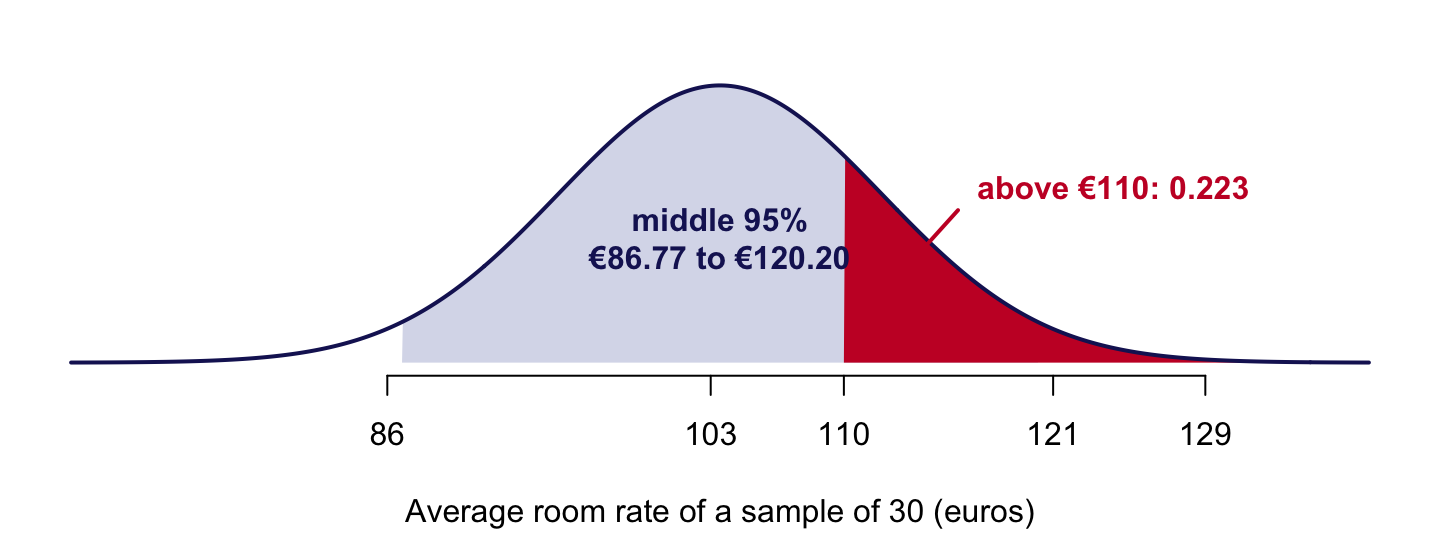 above €110: 0.223
middle 95%
€86.77 to €120.20
86 103 110 121 129
Average room rate of a sample of 30 (euros)